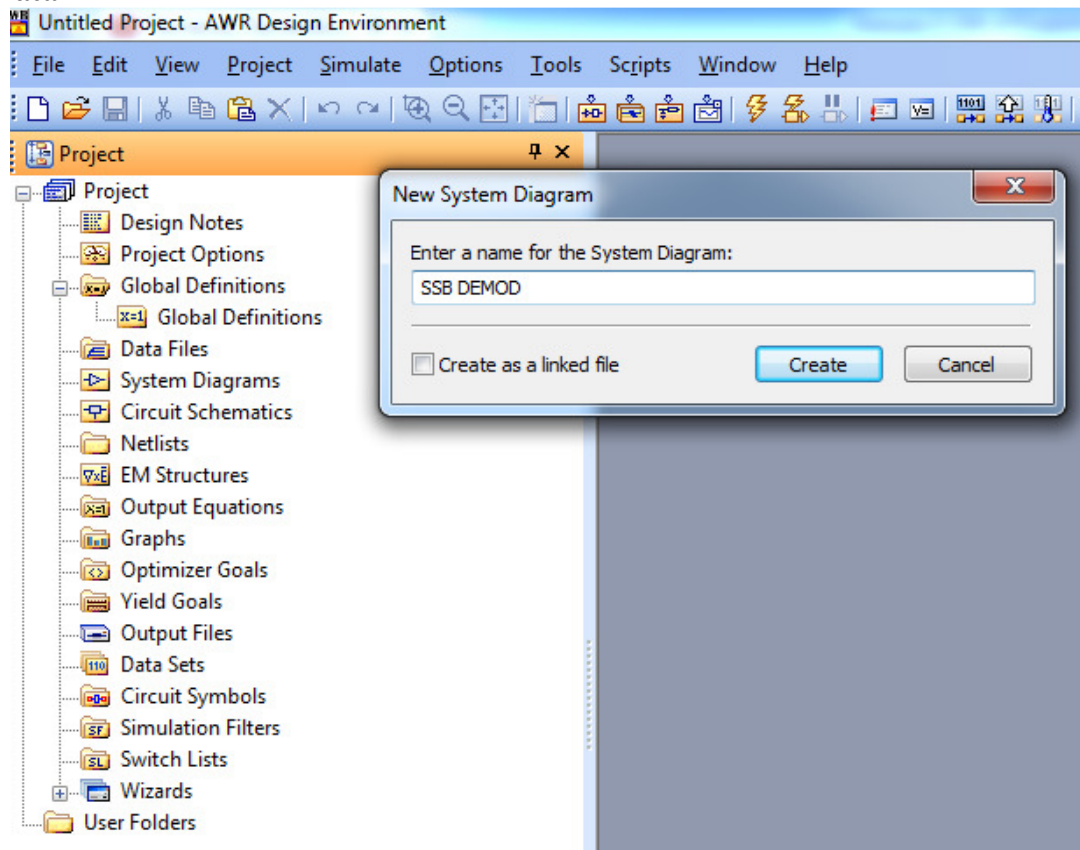 Untitled Project - AWR Design Environment
File Edit View Project Simulate Options Tools Scripts Window Help
Project
Project
Design Notes
Project Options
Global Definitions
x=1 Global Definitions
Data Files
System Diagrams
Circuit Schematics
Netlists
EM Structures
Output Equations
Graphs
Optimizer Goals
Yield Goals
Output Files
Data Sets
Circuit Symbols
SF Simulation Filters
SL Switch Lists
Wizards
User Folders
New System Diagram
Enter a name for the System Diagram:
SSB DEMOD
Create as a linked file Create Cancel